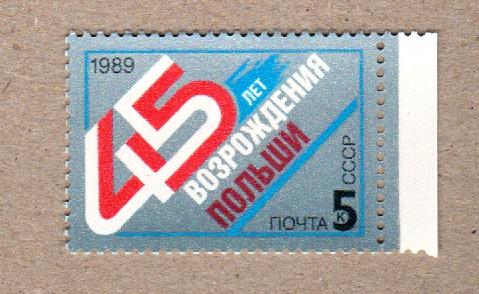 1989
45
ЛЕТ
ВОЗРОЖДЕНИЯ
ПОЛЬШИ
ПОЧТА
5
К
СССР